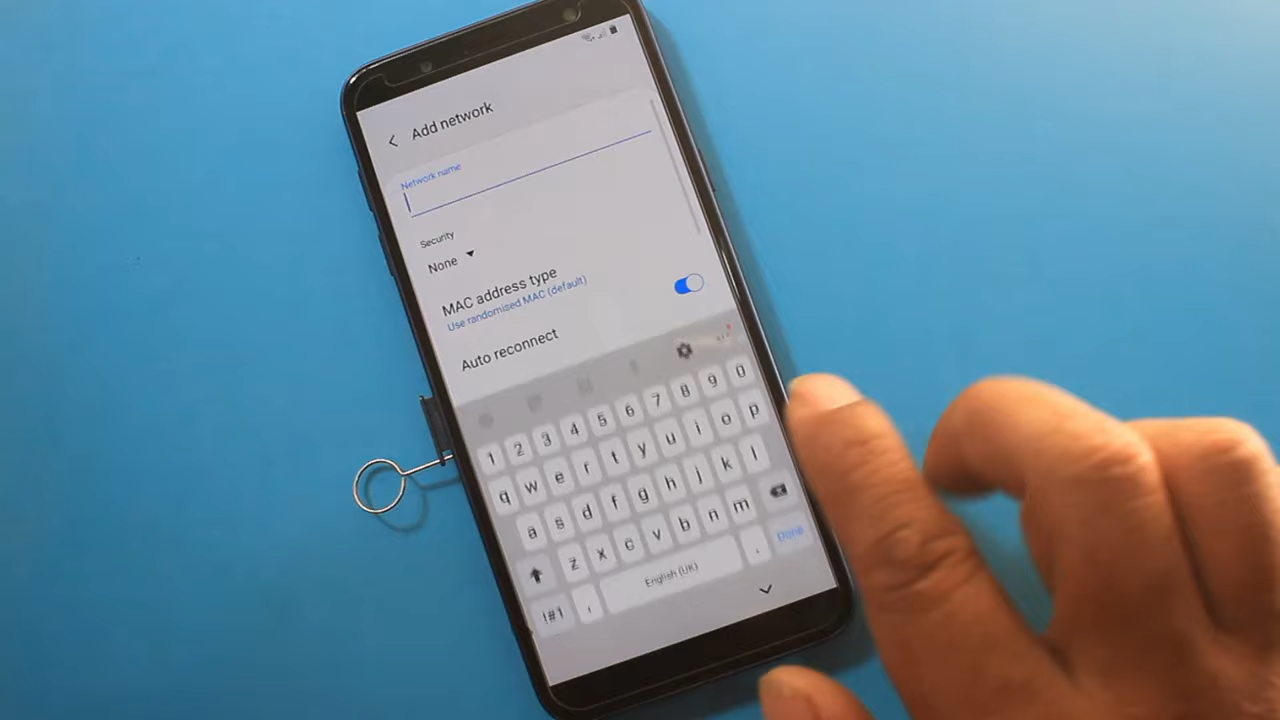 Add network
Network name
Security
None
MAC address type
Use randomised MAC (default)
Auto reconnect
1 2 3 4 5 6 7 8 9 0
q w e r t y u i o p
a s d f g h j k l
z x c v b n m
!#1 , English (UK) . Done